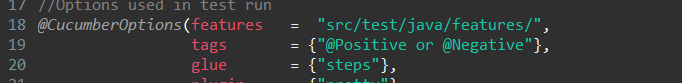 17 //Options used in test run
18 @CucumberOptions(features = "src/test/java/features/",
19 tags = {"@Positive or @Negative"},
20 glue = {"steps"},